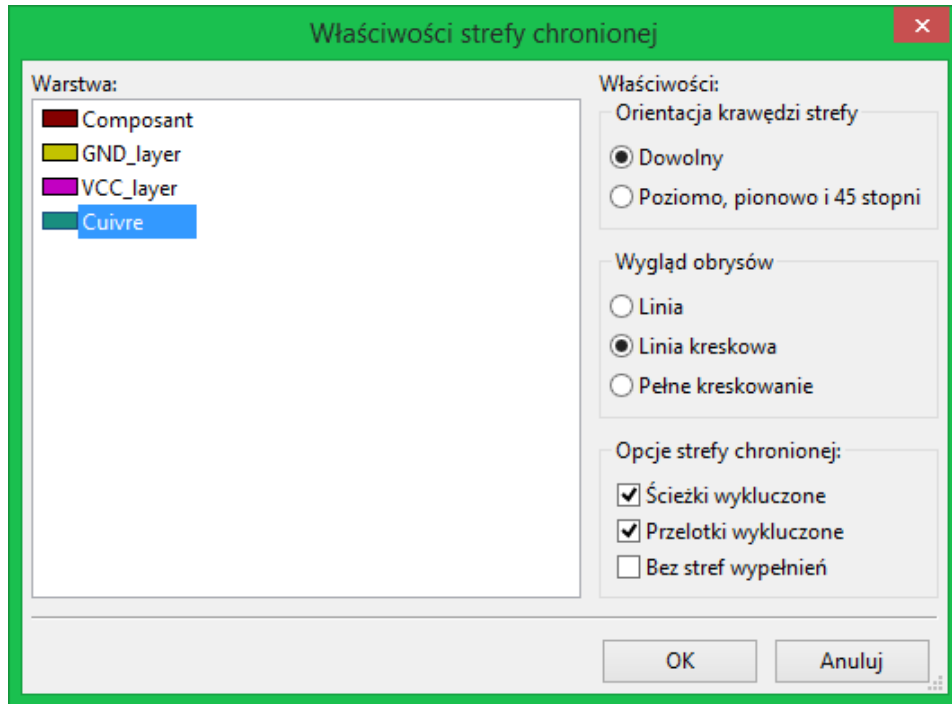 Właściwości strefy chronionej
Warstwa:
Composant
GND_layer
VCC_layer
Cuivre
Właściwości:
Orientacja krawędzi strefy
Dowolny
Poziomo, pionowo i 45 stopni
Wygląd obrysów
Linia
Linia kreskowa
Pełne kreskowanie
Opcje strefy chronionej:
Ścieżki wykluczone
Przelotki wykluczone
Bez stref wypełnień
OK
Anuluj